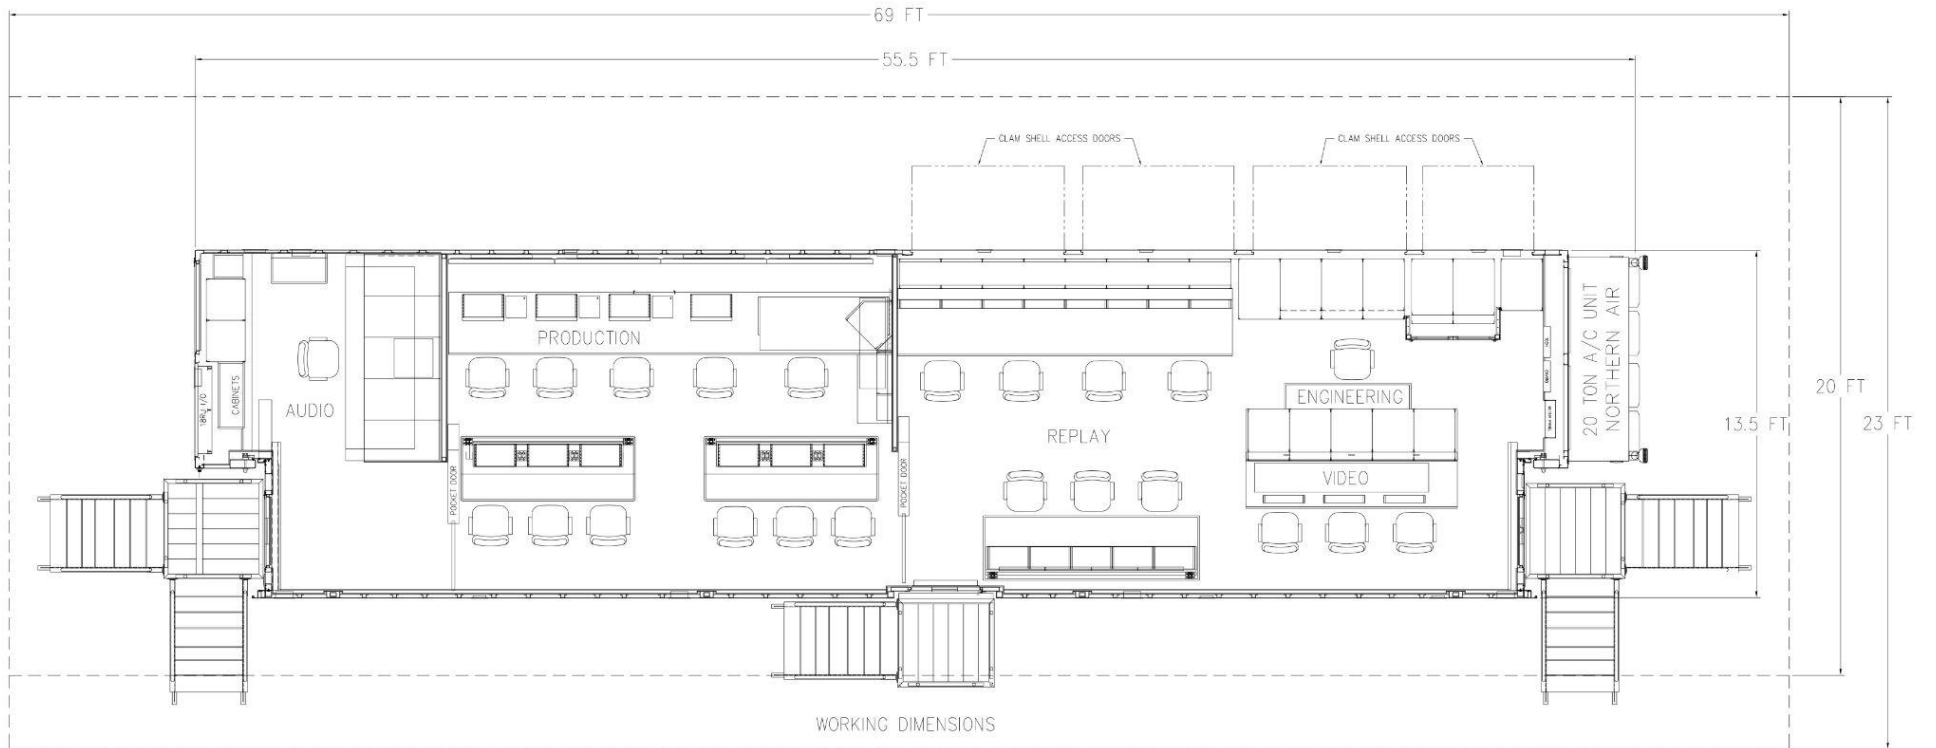 69 FT
55.5 FT
CLAM SHELL ACCESS DOORS
CLAM SHELL ACCESS DOORS
PRODUCTION
20 TON A/C UNIT
NORTHERN AIR
CABINETS
AUDIO
ENGINEERING
REPLAY
VIDEO
POCKET DOOR
POCKET DOOR
20 FT
13.5 FT
23 FT
WORKING DIMENSIONS